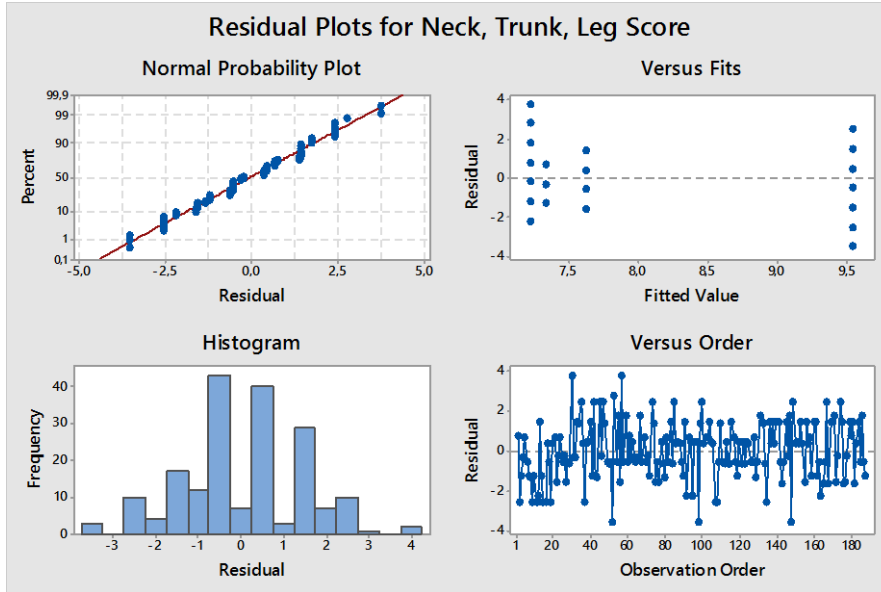 Residual Plots for Neck, Trunk, Leg Score
Normal Probability Plot
99,9
99
90
50
10
1
0,1
Percent
-5,0 -2,5 0,0 2,5 5,0
Residual
Versus Fits
4
2
0
-2
-4
Residual
7,5 8,0 8,5 9,0 9,5
Fitted Value
Histogram
40
30
20
10
0
Frequency
-3 -2 -1 0 1 2 3 4
Residual
Versus Order
4
2
0
-2
-4
Residual
1 20 40 60 80 100 120 140 160 180
Observation Order